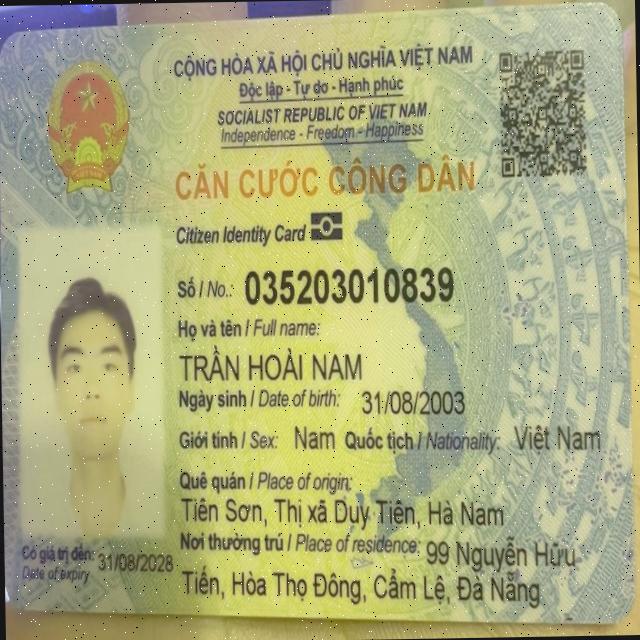 CỘNG HÒA XÃ HỘI CHỦ NGHĨA VIỆT NAM
Độc lập - Tự do - Hạnh phúc
SOCIALIST REPUBLIC OF VIET NAM
Independence - Freedom - Happiness
CĂN CƯỚC CÔNG DÂN
Citizen Identity Card
Số / No.: 035203010839
Họ và tên / Full name:
TRẦN HOÀI NAM
Ngày sinh / Date of birth: 31/08/2003
Giới tính / Sex: Nam Quốc tịch / Nationality: Việt Nam
Quê quán / Place of origin:
Tiên Sơn, Thị xã Duy Tiên, Hà Nam
Nơi thường trú / Place of residence: 99 Nguyễn Hữu
Tiến, Hòa Thọ Đông, Cẩm Lệ, Đà Nẵng
Có giá trị đến: 31/08/2028
Date of expiry